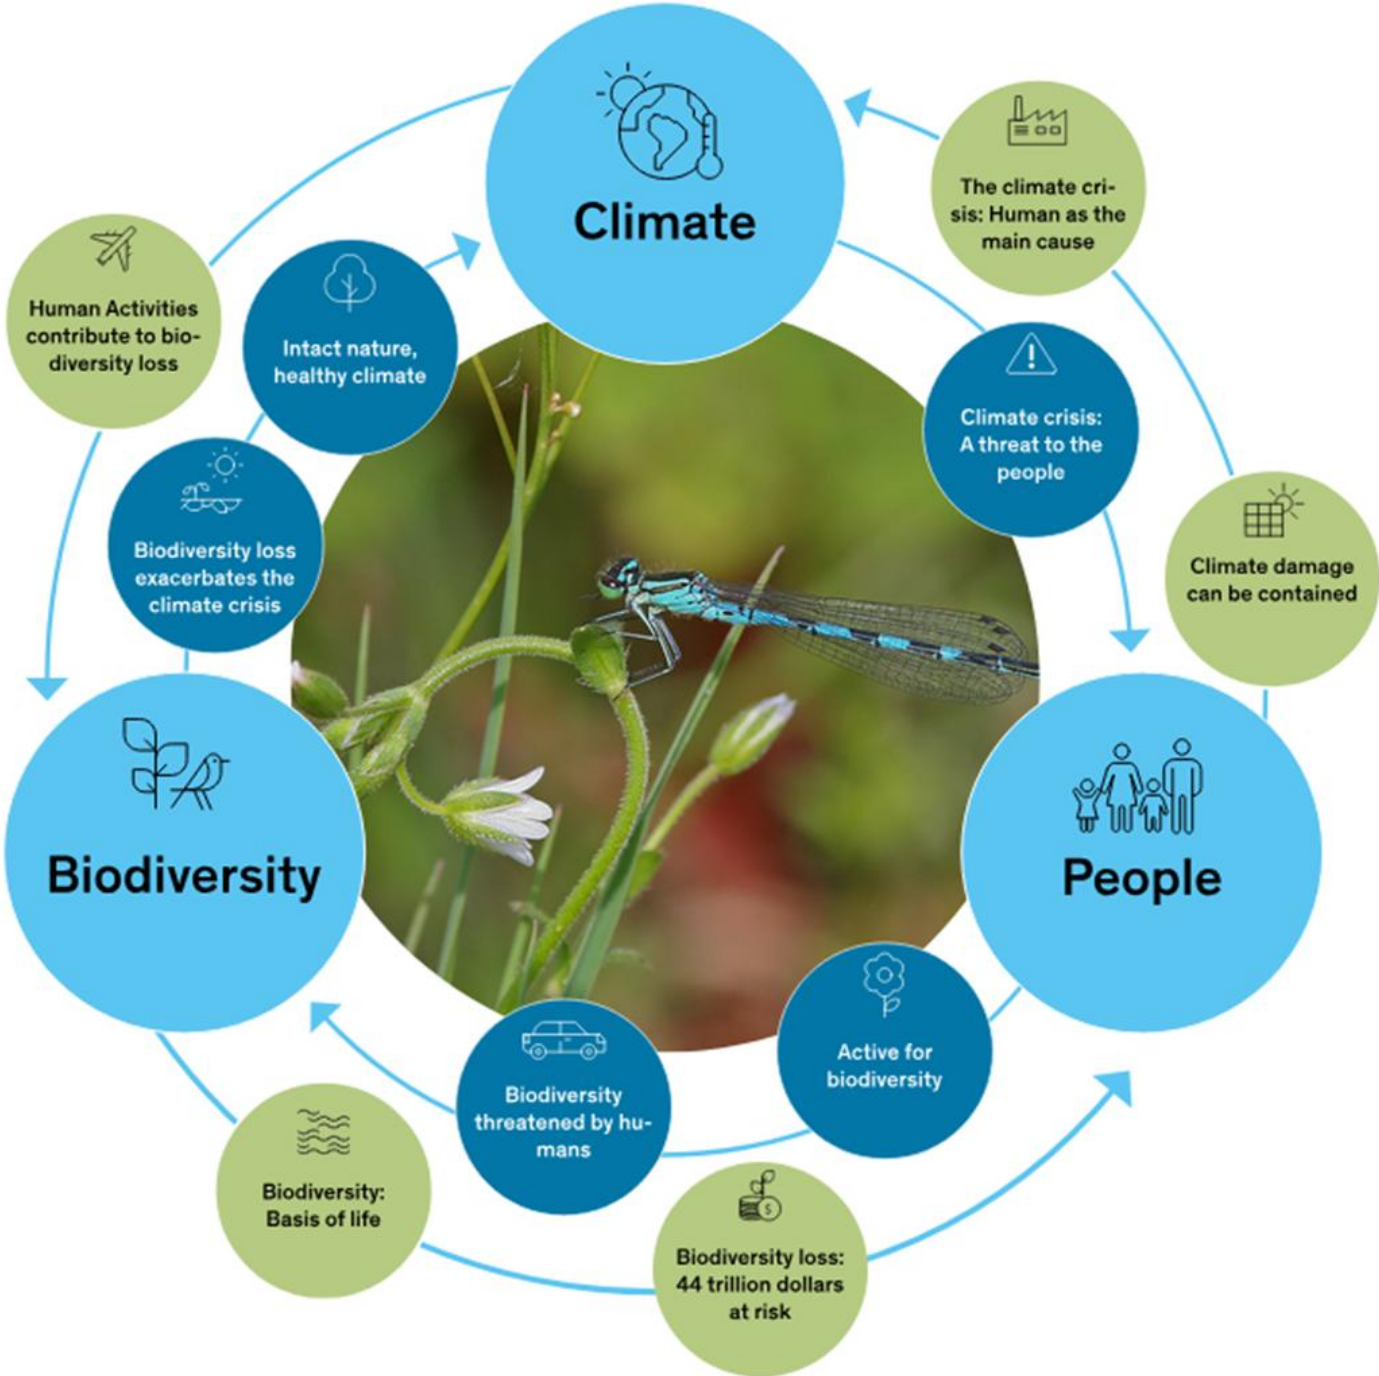 Climate
The climate cri-
sis: Human as the
main cause
Human Activities
contribute to bio-
diversity loss
Intact nature,
healthy climate
Climate crisis:
A threat to the
people
Biodiversity loss
exacerbates the
climate crisis
Climate damage
can be contained
Biodiversity
People
Active for
biodiversity
Biodiversity
threatened by hu-
mans
Biodiversity:
Basis of life
$
Biodiversity loss:
44 trillion dollars
at risk